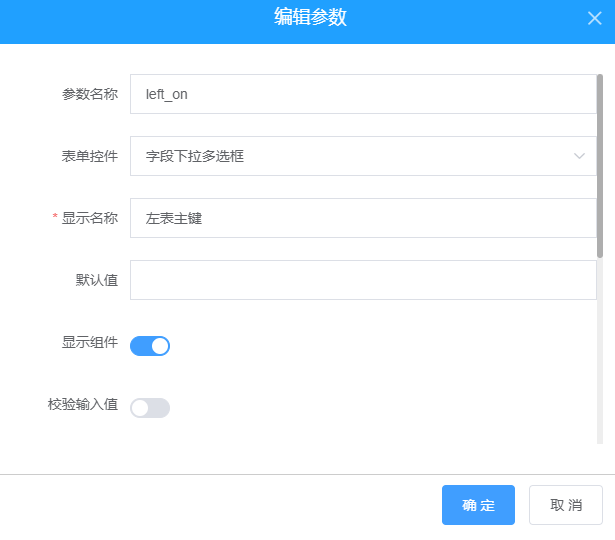 编辑参数
参数名称 left_on
表单控件 字段下拉多选框
* 显示名称 左表主键
默认值
显示组件
校验输入值
确 定 取 消